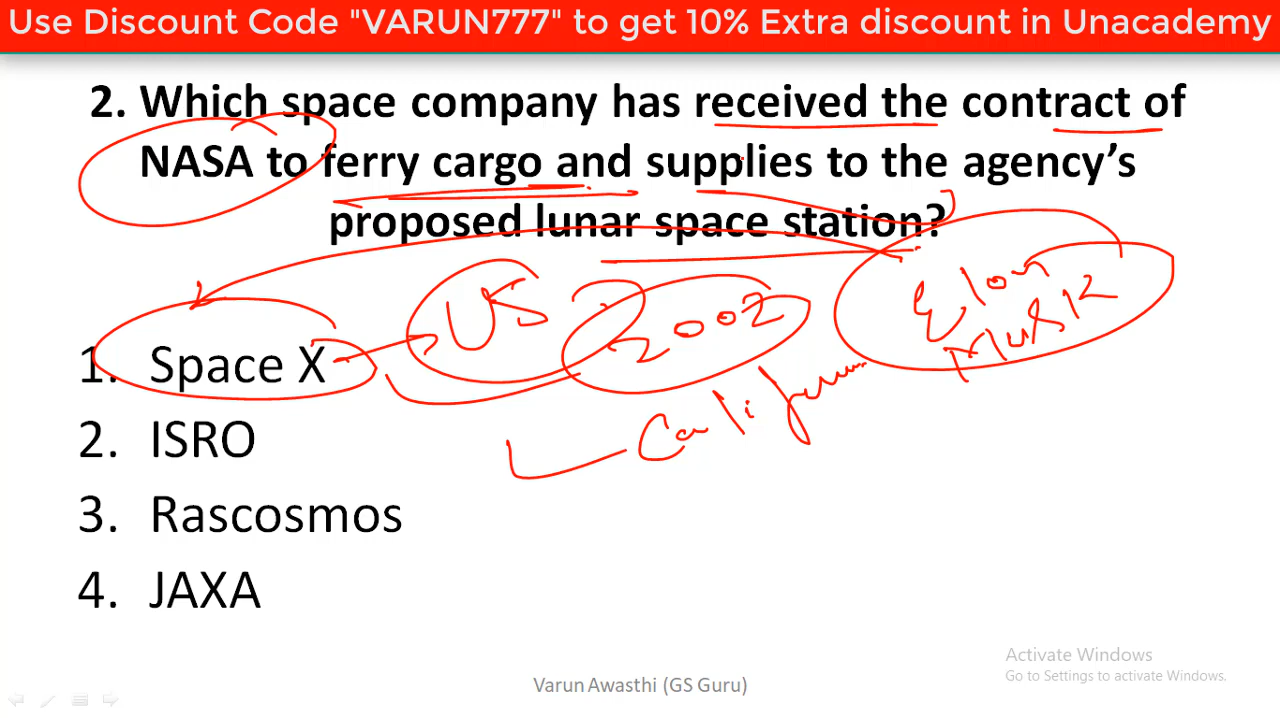 Use Discount Code "VARUN777" to get 10% Extra discount in Unacademy
2. Which space company has received the contract of
NASA to ferry cargo and supplies to the agency's
proposed lunar space station?
US
2002
Elon
Musk
1. Space X
2. ISRO
3. Rascosmos
4. JAXA
Activate Windows
Go to Settings to activate Windows.
Varun Awasthi (GS Guru)